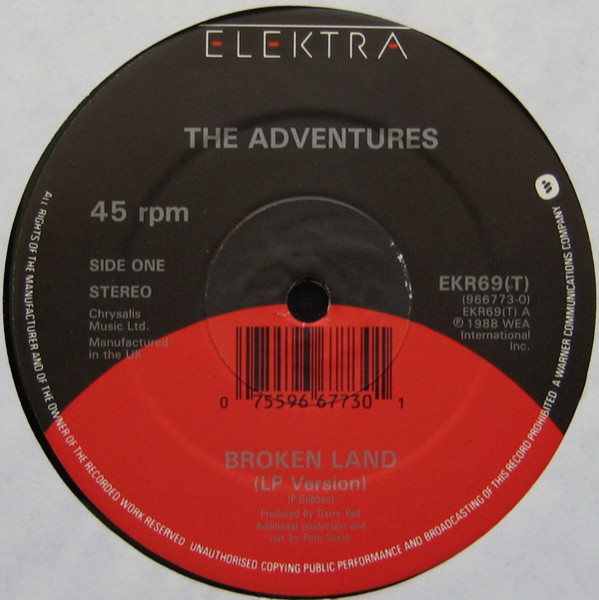 ELEKTRA
THE ADVENTURES
45 rpm
SIDE ONE
STEREO
Chrysalis
Music Ltd.
Manufactured
in the UK
EKR69(T)
(966773-0)
EKR69(T) A
℗ 1988 WEA
International
Inc.
0 75596 67730 1
BROKEN LAND
(LP Version)
(P Gribben)
Produced by Garry Bell
Additional production and
mix by Pete Smith
ALL RIGHTS OF THE MANUFACTURER AND OF THE OWNER OF THE RECORDED WORK RESERVED. UNAUTHORISED COPYING PUBLIC PERFORMANCE AND BROADCASTING OF THIS RECORD PROHIBITED A WARNER COMMUNICATIONS COMPANY